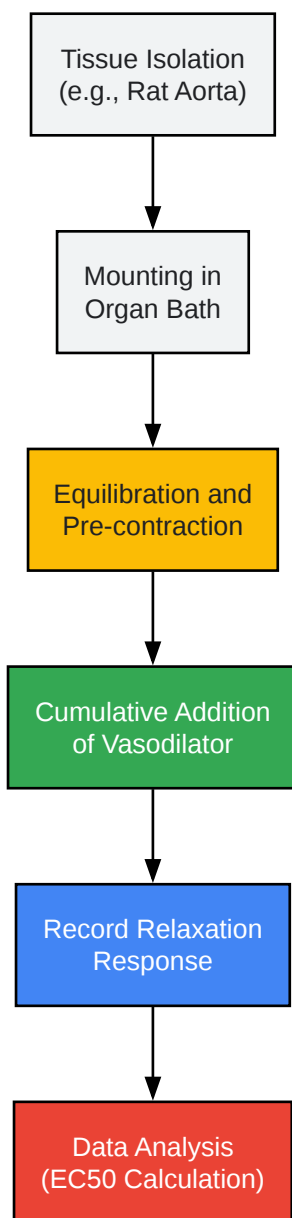 Tissue Isolation
(e.g., Rat Aorta)
Mounting in
Organ Bath
Equilibration and
Pre-contraction
Cumulative Addition
of Vasodilator
Record Relaxation
Response
Data Analysis
(EC50 Calculation)